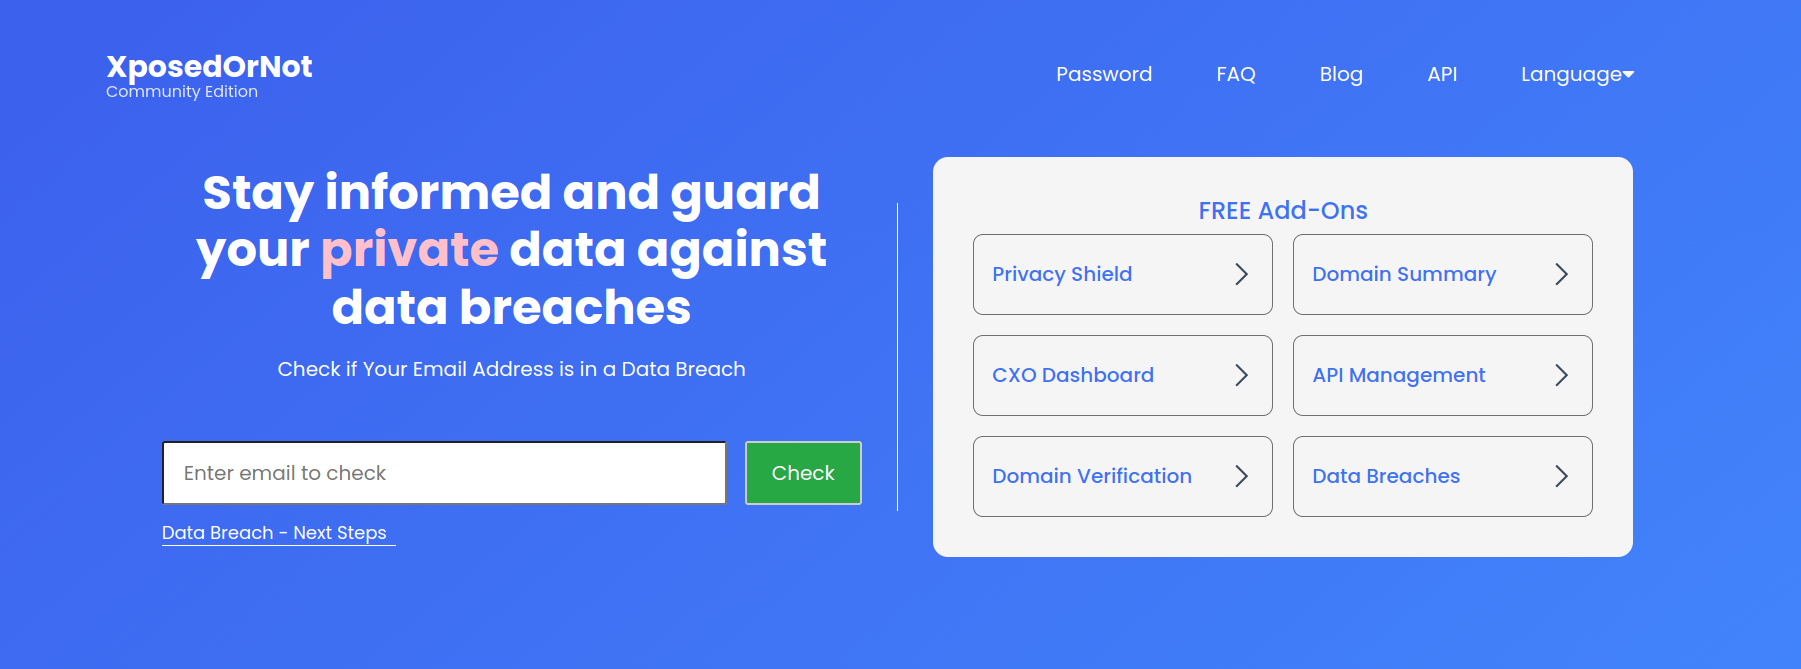 XposedOrNot
Community Edition
Password FAQ Blog API Language
Stay informed and guard
your private data against
data breaches
Check if Your Email Address is in a Data Breach
Enter email to check
Check
Data Breach - Next Steps
FREE Add-Ons
Privacy Shield
Domain Summary
CXO Dashboard
API Management
Domain Verification
Data Breaches